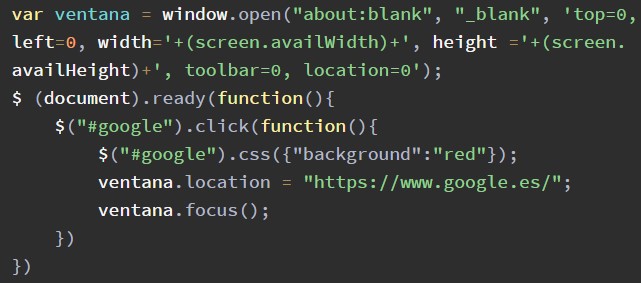 var ventana = window.open("about:blank", "_blank", 'top=0,
left=0, width='+(screen.availWidth)+', height ='+(screen.
availHeight)+', toolbar=0, location=0');
$ (document).ready(function(){
    $("#google").click(function(){
        $("#google").css({"background":"red"});
        ventana.location = "https://www.google.es/";
        ventana.focus();
    })
})